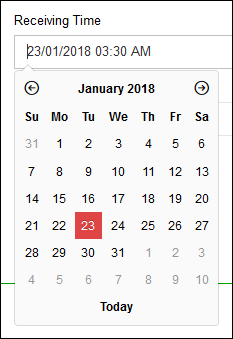 Receiving Time
23/01/2018 03:30 AM
January 2018
Su Mo Tu We Th Fr Sa
31 1 2 3 4 5 6
7 8 9 10 11 12 13
14 15 16 17 18 19 20
21 22 23 24 25 26 27
28 29 30 31 1 2 3
4 5 6 7 8 9 10
Today